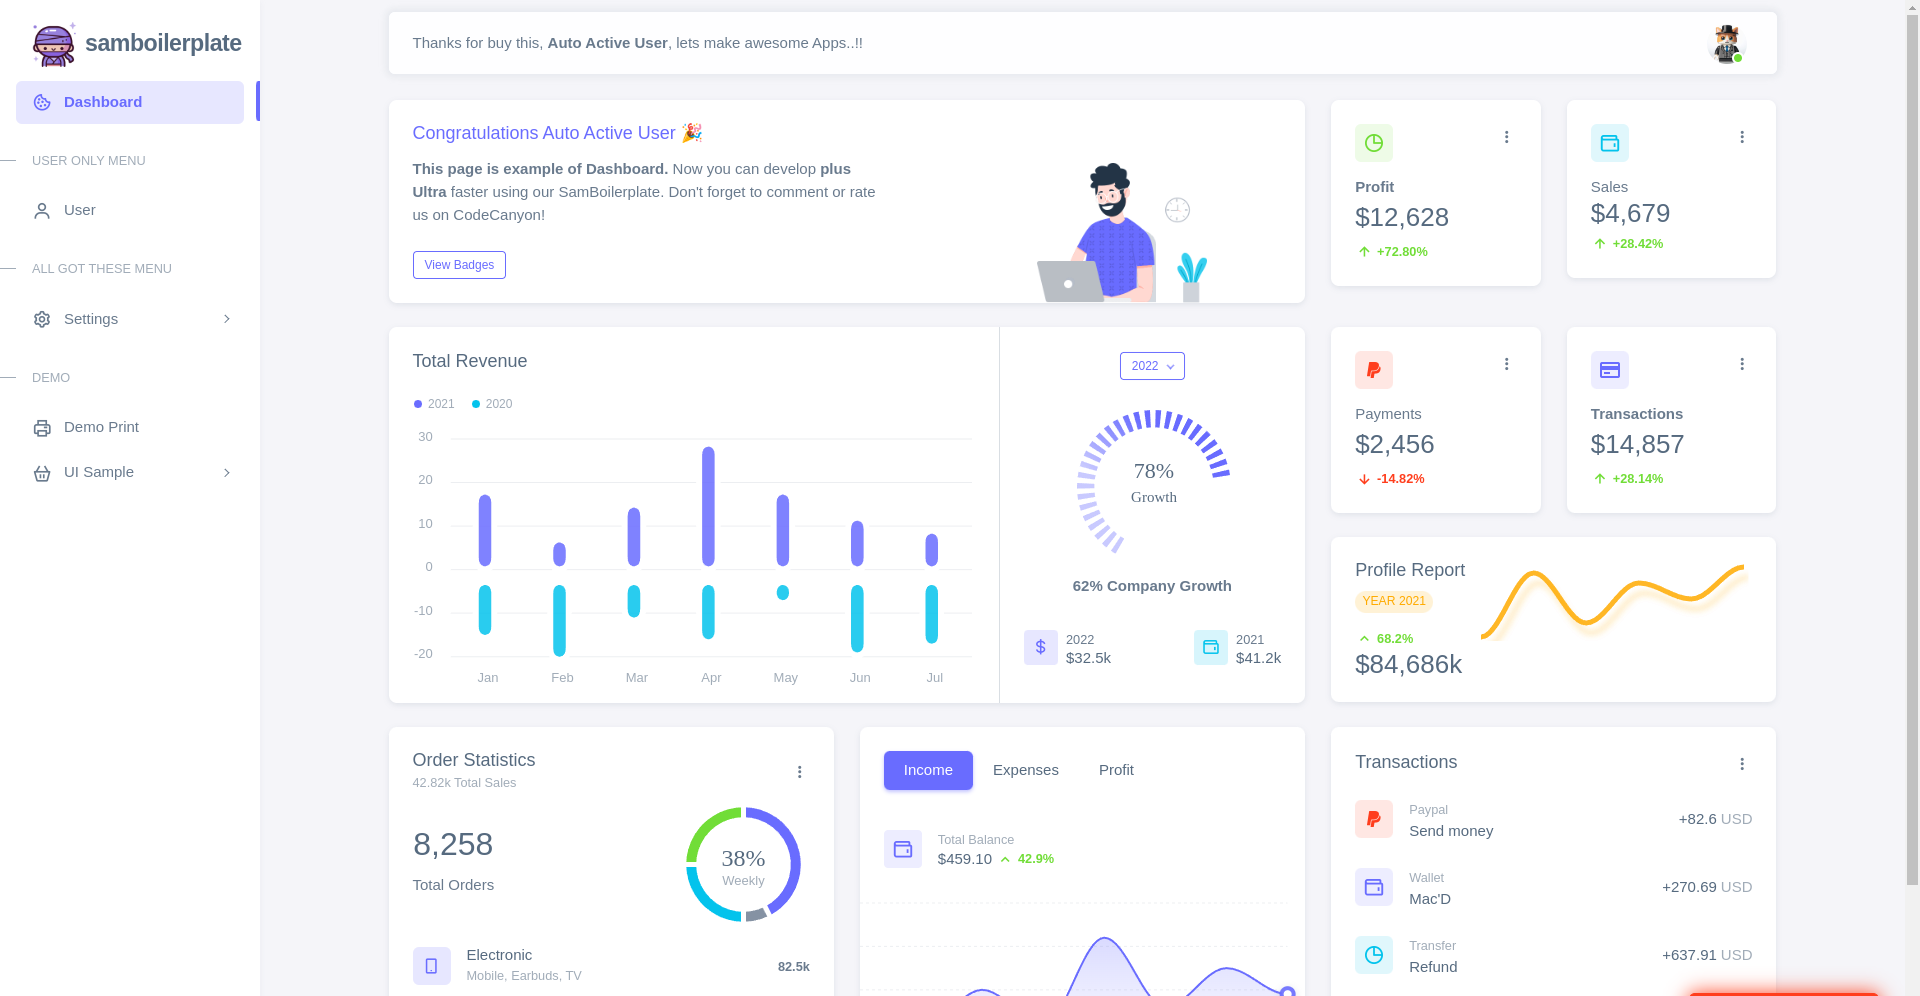 samboilerplate
Dashboard
USER ONLY MENU
User
ALL GOT THESE MENU
Settings
DEMO
Demo Print
UI Sample
Thanks for buy this, Auto Active User, lets make awesome Apps..!!
Congratulations Auto Active User 🎉
This page is example of Dashboard. Now you can develop plus
Ultra faster using our SamBoilerplate. Don't forget to comment or rate
us on CodeCanyon!
View Badges
Profit
$12,628
+72.80%
Sales
$4,679
+28.42%
Total Revenue
2021 2020
30
20
10
0
-10
-20
Jan Feb Mar Apr May Jun Jul
2022
78%
Growth
62% Company Growth
2022
$32.5k
2021
$41.2k
Payments
$2,456
-14.82%
Transactions
$14,857
+28.14%
Profile Report
YEAR 2021
68.2%
$84,686k
Order Statistics
42.82k Total Sales
8,258
Total Orders
38%
Weekly
Electronic
Mobile, Earbuds, TV
82.5k
Income Expenses Profit
Total Balance
$459.10 42.9%
Transactions
Paypal
Send money
+82.6 USD
Wallet
Mac'D
+270.69 USD
Transfer
Refund
+637.91 USD